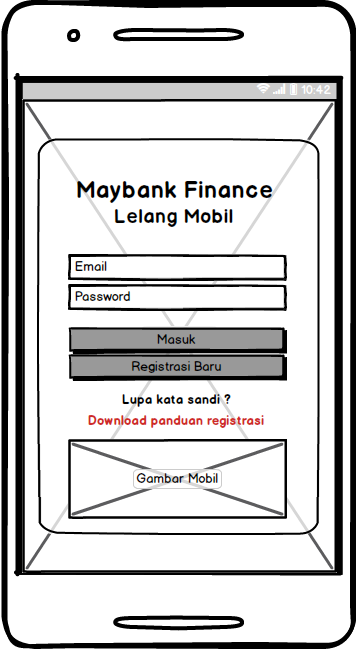 10:42
Maybank Finance
Lelang Mobil
Email
Password
Masuk
Registrasi Baru
Lupa kata sandi ?
Download panduan registrasi
Gambar Mobil